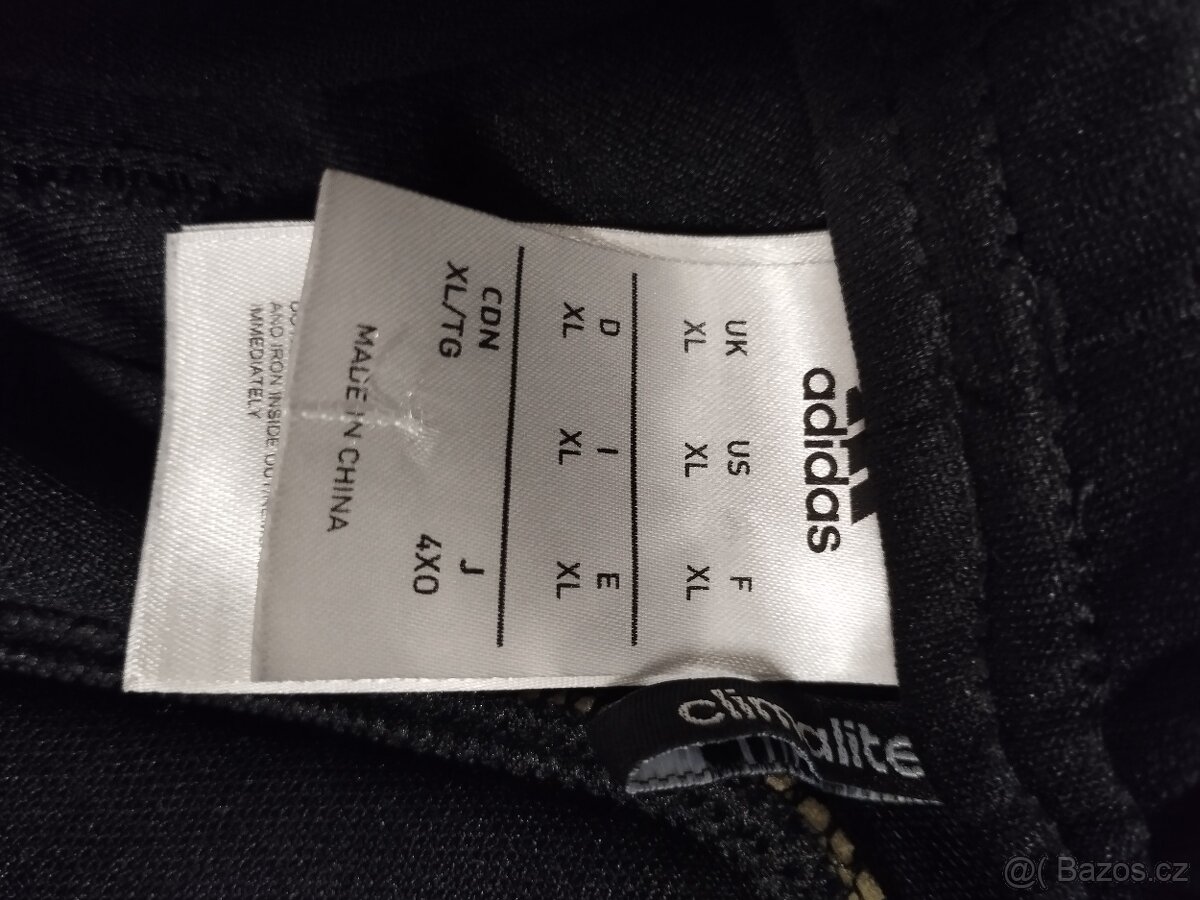 adidas
UK US F
XL XL XL
D I E
XL XL XL
CDN J
XL/TG 4XO
MADE IN CHINA
AND IRON INSIDE
IMMEDIATELY
climalite
@( Bazos.cz